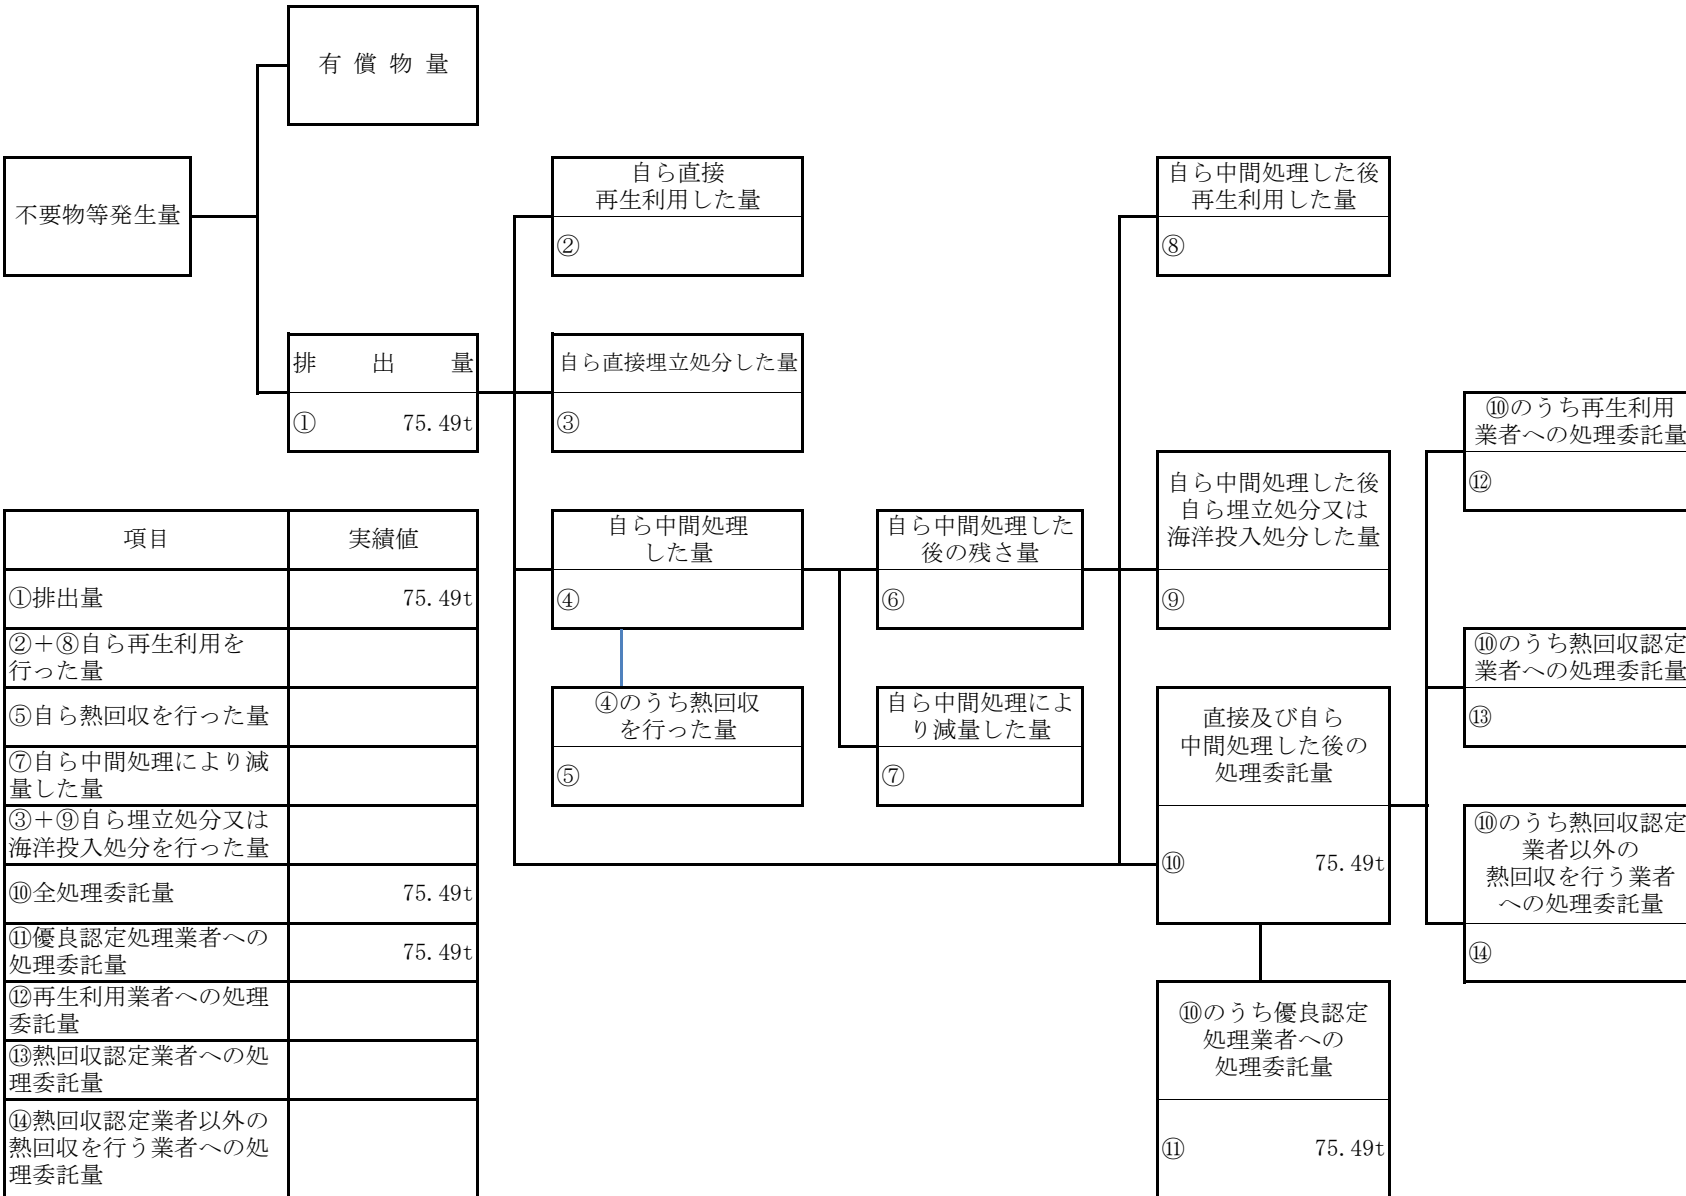 有 償 物 量
不要物等発生量
自ら直接
再生利用した量
②
自ら中間処理した後
再生利用した量
⑧
排 出 量
① 75.49t
自ら直接埋立処分した量
③
⑩のうち再生利用
業者への処理委託量
⑫
項目 実績値
①排出量 75.49t
②+⑧自ら再生利用を
行った量
⑤自ら熱回収を行った量
⑦自ら中間処理により減
量した量
③+⑨自ら埋立処分又は
海洋投入処分を行った量
⑩全処理委託量 75.49t
⑪優良認定処理業者への
処理委託量 75.49t
⑫再生利用業者への処理
委託量
⑬熱回収認定業者への処
理委託量
⑭熱回収認定業者以外の
熱回収を行う業者への処
理委託量
自ら中間処理
した量
④
④のうち熱回収
を行った量
⑤
自ら中間処理した
後の残さ量
⑥
自ら中間処理によ
り減量した量
⑦
自ら中間処理した後
自ら埋立処分又は
海洋投入処分した量
⑨
直接及び自ら
中間処理した後の
処理委託量
⑩ 75.49t
⑩のうち優良認定
処理業者への
処理委託量
⑪ 75.49t
⑩のうち熱回収認定
業者への処理委託量
⑬
⑩のうち熱回収認定
業者以外の
熱回収を行う業者
への処理委託量
⑭